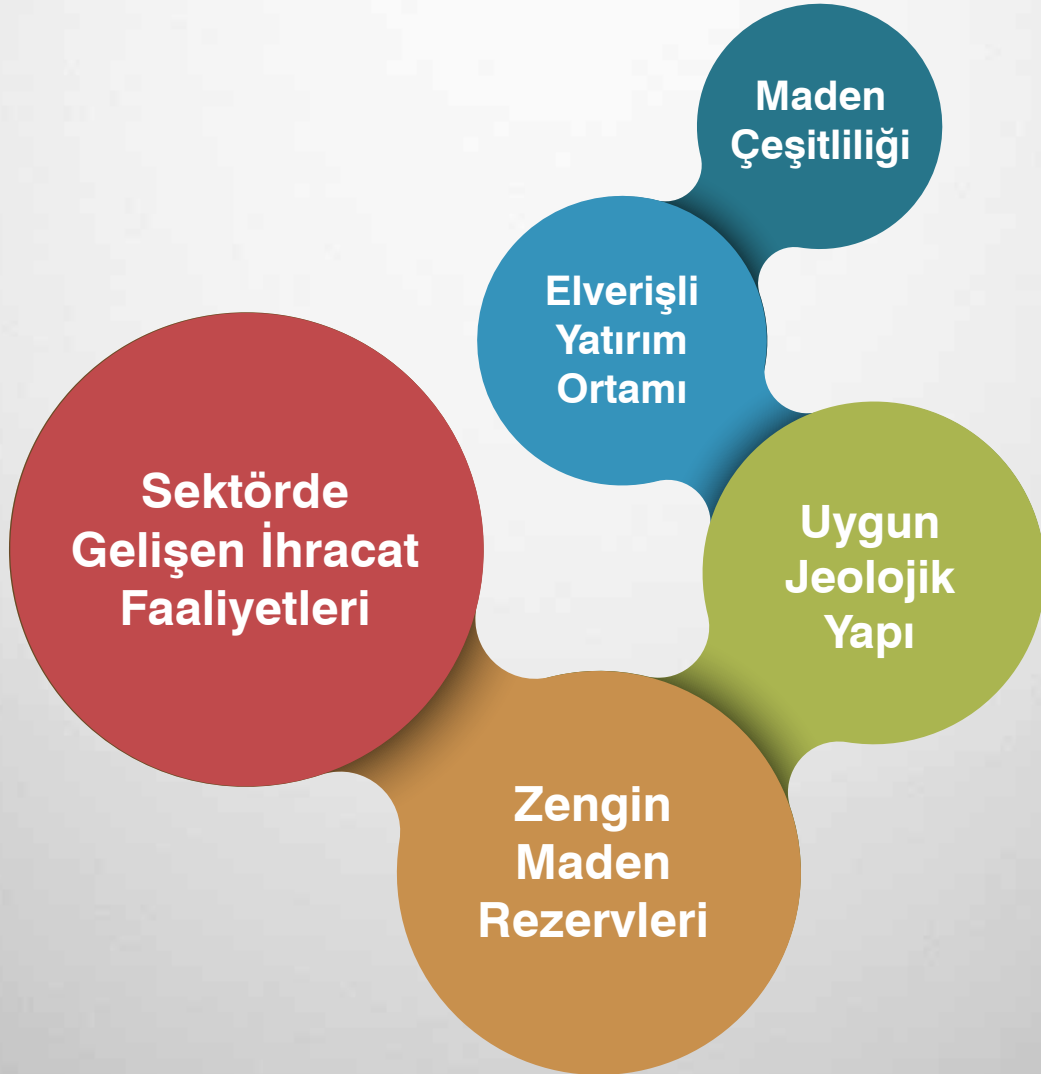 Maden
Çeşitliliği
Elverişli
Yatırım
Ortamı
Sektörde
Gelişen İhracat
Faaliyetleri
Uygun
Jeolojik
Yapı
Zengin
Maden
Rezervleri